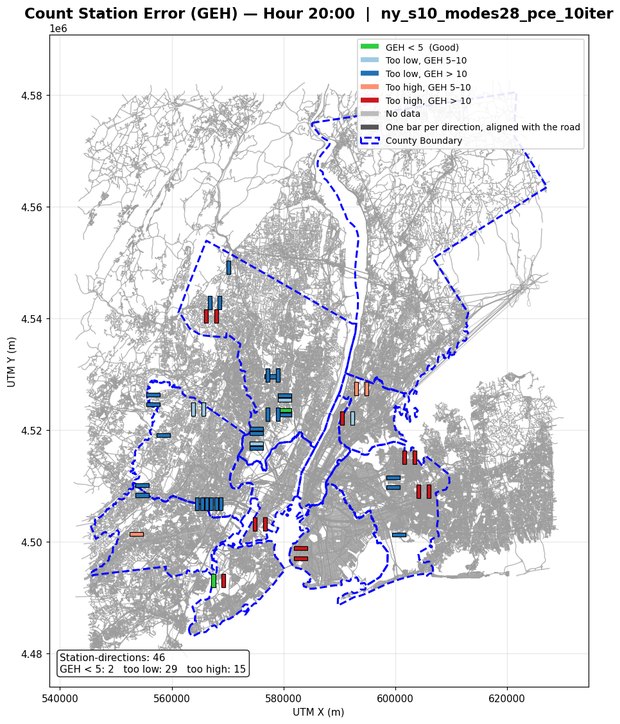 Count Station Error (GEH) — Hour 20:00 | ny_s10_modes28_pce_10iter
1e6
GEH < 5 (Good)
Too low, GEH 5–10
Too low, GEH > 10
Too high, GEH 5–10
Too high, GEH > 10
No data
One bar per direction, aligned with the road
County Boundary
4.58
4.56
4.54
4.52
4.50
4.48
UTM Y (m)
Station-directions: 46
GEH < 5: 2 too low: 29 too high: 15
540000 560000 580000 600000 620000
UTM X (m)